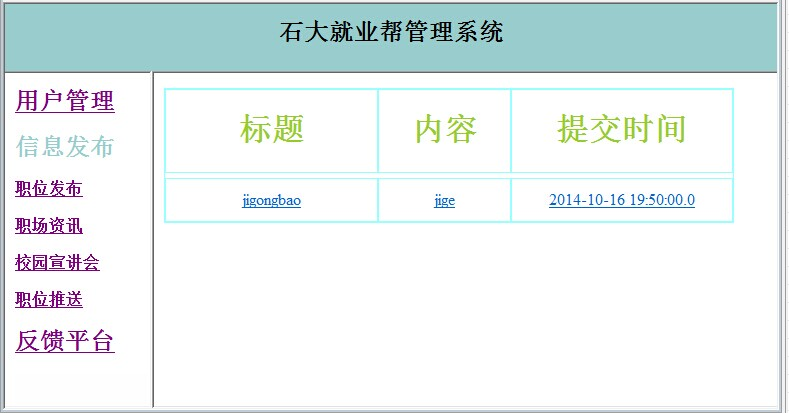 石大就业帮管理系统
用户管理
信息发布
职位发布
职场资讯
校园宣讲会
职位推送
反馈平台
标题 内容 提交时间
jigongbao jige 2014-10-16 19:50:00.0